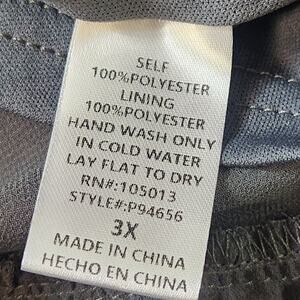 SELF
100%POLYESTER
LINING
100%POLYESTER
HAND WASH ONLY
IN COLD WATER
LAY FLAT TO DRY
RN#:105013
STYLE#:P94656
3X
MADE IN CHINA
HECHO EN CHINA